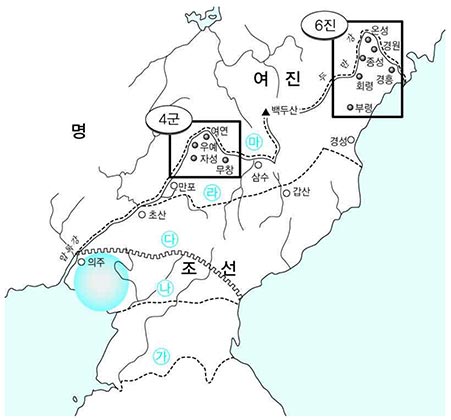 6진
온성
경원
종성
경흥
회령
부령
두만강
여진
백두산
명
4군
여연
우예
자성
무창
마
경성
삼수
만포
라
갑산
초산
압록강
다
의주
조선
나
가